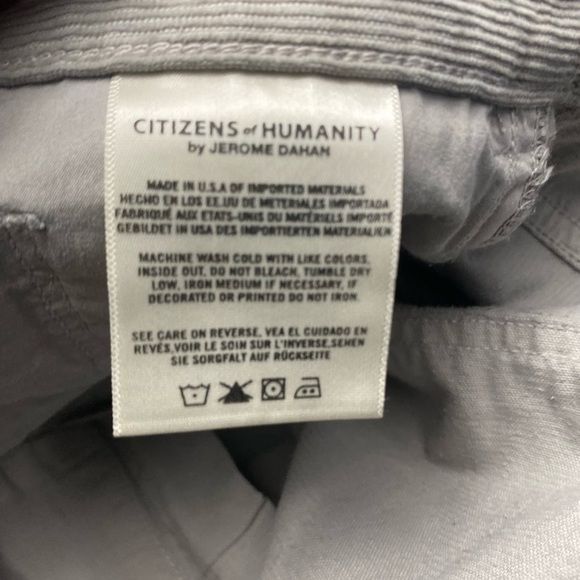 CITIZENS of HUMANITY
by JEROME DAHAN
MADE IN U.S.A OF IMPORTED MATERIALS
HECHO EN LOS EE.UU DE METERIALES IMPORTADA
FABRIQUÉ AUX ETATS-UNIS DU MATÉRIELS IMPORTÉ
GEBILDET IN USA DES IMPORTIERTEN MATERIALIEN
MACHINE WASH COLD WITH LIKE COLORS,
INSIDE OUT, DO NOT BLEACH, TUMBLE DRY
LOW, IRON MEDIUM IF NECESSARY, IF
DECORATED OR PRINTED DO NOT IRON.
SEE CARE ON REVERSE, VEA EL CUIDADO EN
REVÉS,VOIR LE SOIN SUR L'INVERSE,SEHEN
SIE SORGFALT AUF RÜCKSEITE